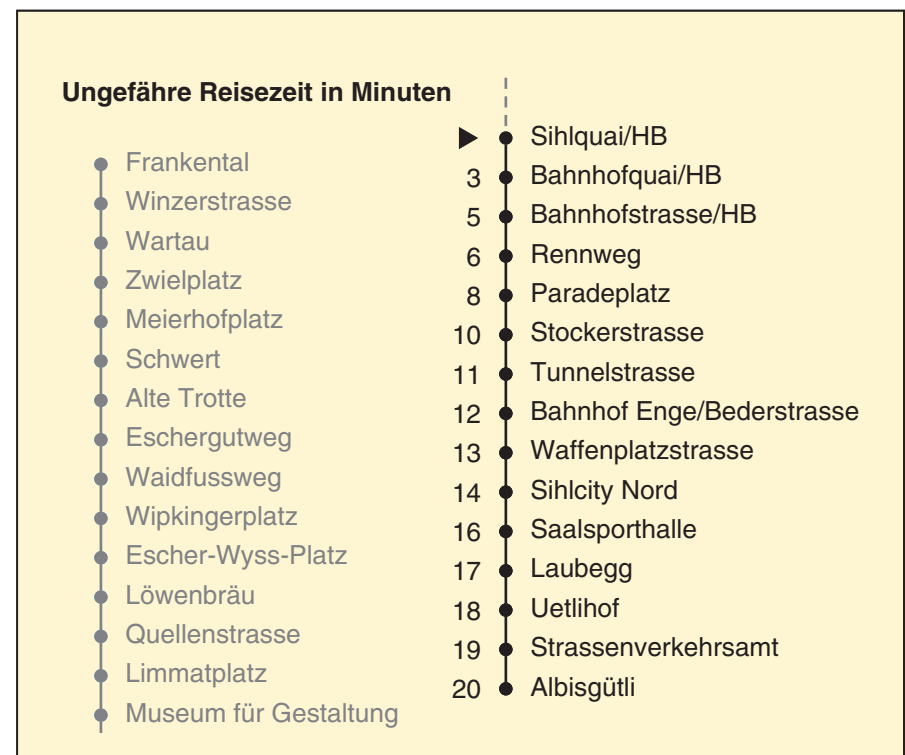 Ungefähre Reisezeit in Minuten
Frankental
Winzerstrasse
Wartau
Zwielplatz
Meierhofplatz
Schwert
Alte Trotte
Eschergutweg
Waidfussweg
Wipkingerplatz
Escher-Wyss-Platz
Löwenbräu
Quellenstrasse
Limmatplatz
Museum für Gestaltung
Sihlquai/HB
3 Bahnhofquai/HB
5 Bahnhofstrasse/HB
6 Rennweg
8 Paradeplatz
10 Stockerstrasse
11 Tunnelstrasse
12 Bahnhof Enge/Bederstrasse
13 Waffenplatzstrasse
14 Sihlcity Nord
16 Saalsporthalle
17 Laubegg
18 Uetlihof
19 Strassenverkehrsamt
20 Albisgütli